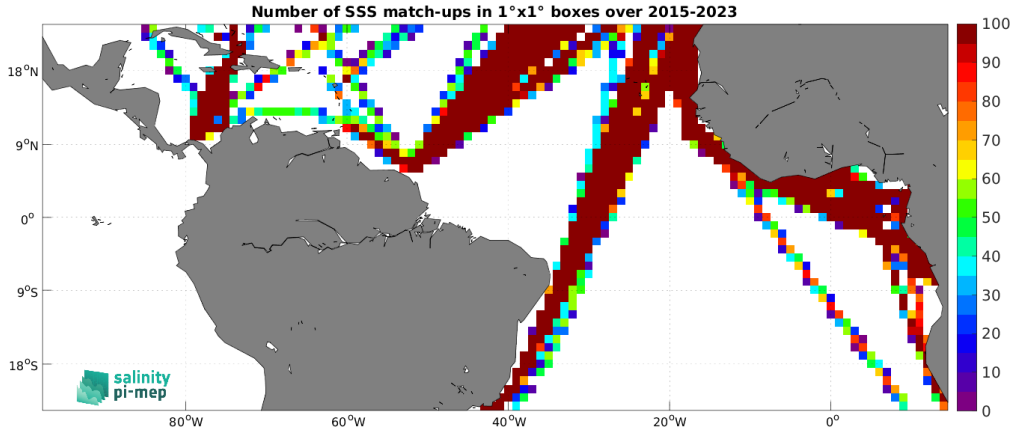 Number of SSS match-ups in 1°x1° boxes over 2015-2023
100
90
80
70
60
50
40
30
20
10
0
18°N
9°N
0°
9°S
18°S
80°W
60°W
40°W
20°W
0°
salinity
pi-mep